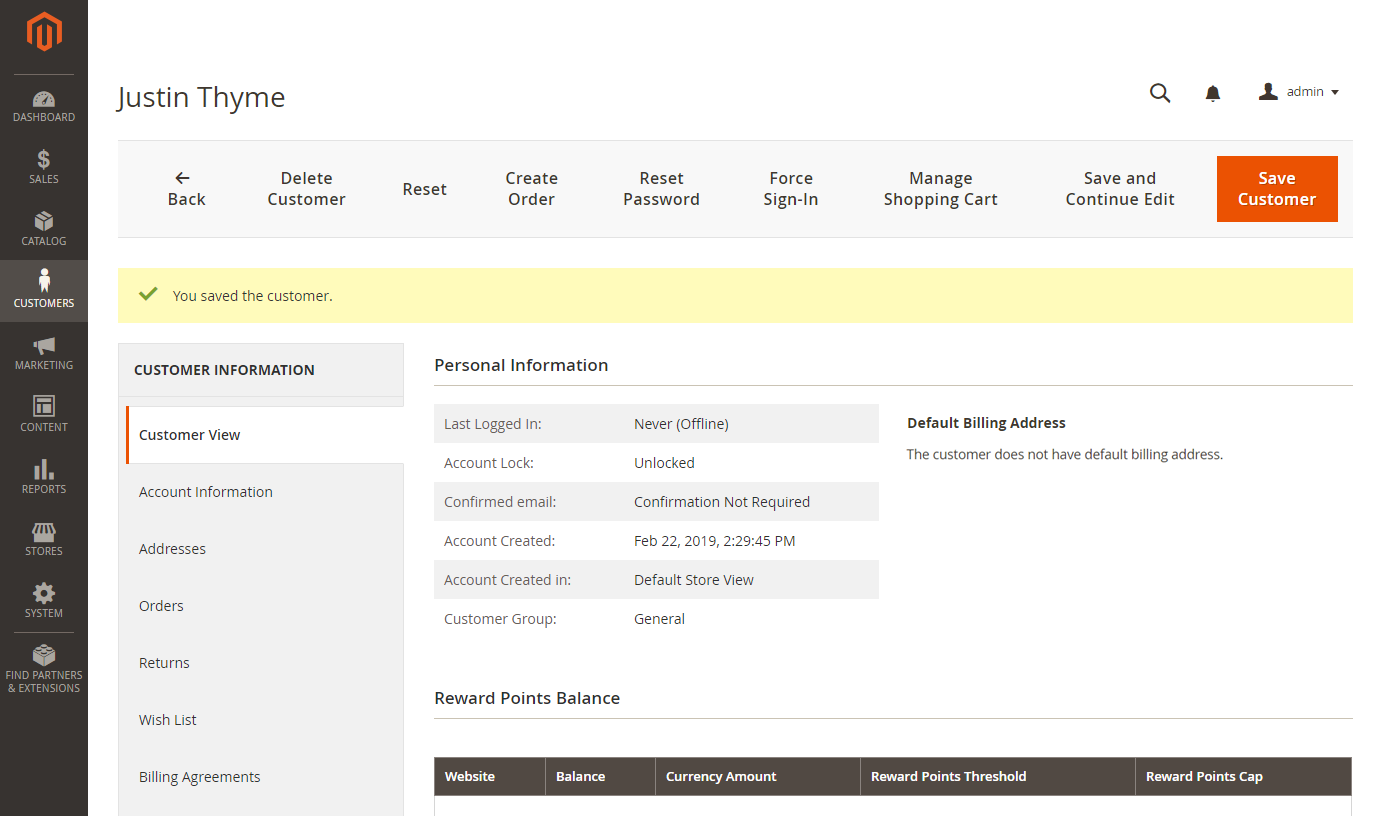 Justin Thyme
admin
DASHBOARD
SALES
CATALOG
CUSTOMERS
MARKETING
CONTENT
REPORTS
STORES
SYSTEM
FIND PARTNERS
& EXTENSIONS
Back
Delete
Customer
Reset
Create
Order
Reset
Password
Force
Sign-In
Manage
Shopping Cart
Save and
Continue Edit
Save
Customer
You saved the customer.
CUSTOMER INFORMATION
Customer View
Account Information
Addresses
Orders
Returns
Wish List
Billing Agreements
Personal Information
Last Logged In: Never (Offline)
Account Lock: Unlocked
Confirmed email: Confirmation Not Required
Account Created: Feb 22, 2019, 2:29:45 PM
Account Created in: Default Store View
Customer Group: General
Default Billing Address
The customer does not have default billing address.
Reward Points Balance
Website Balance Currency Amount Reward Points Threshold Reward Points Cap